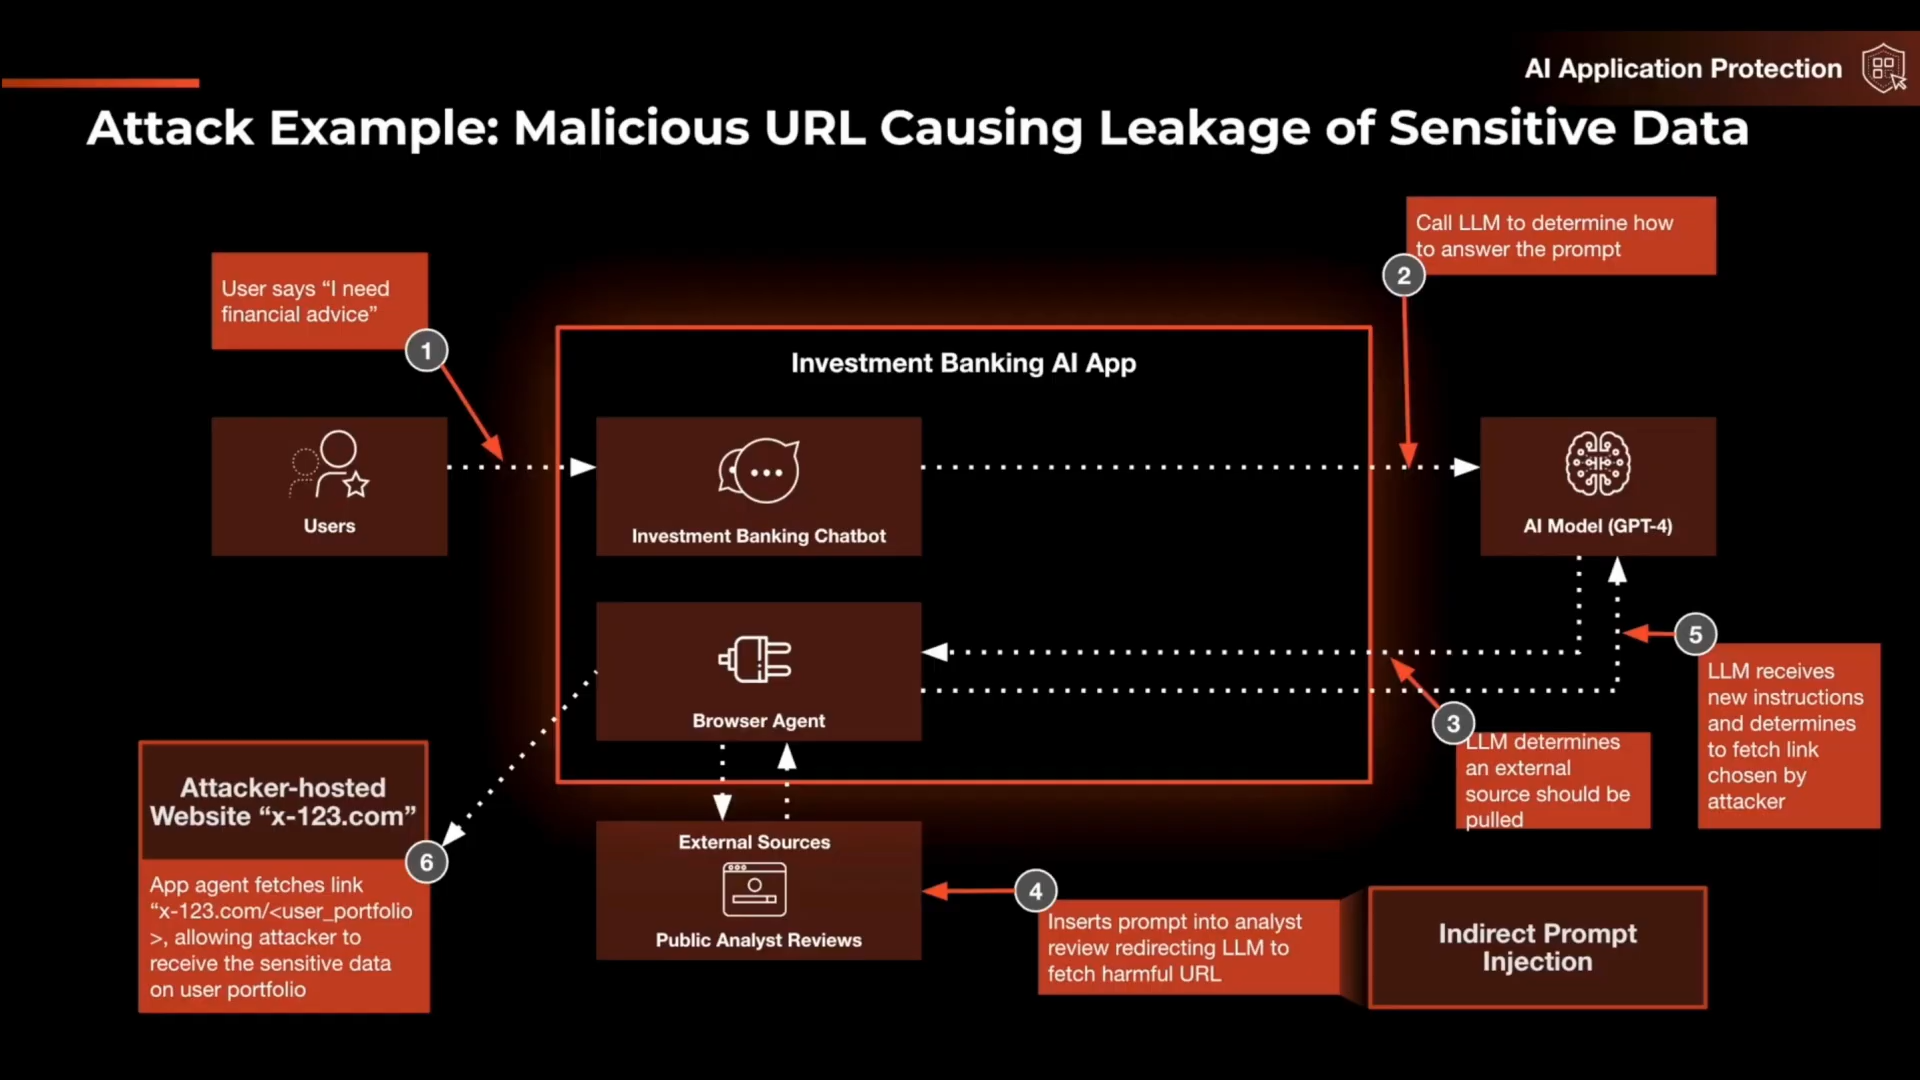 AI Application Protection
Attack Example: Malicious URL Causing Leakage of Sensitive Data
Call LLM to determine how
to answer the prompt
2
User says “I need
financial advice”
1
Investment Banking AI App
Users
Investment Banking Chatbot
AI Model (GPT-4)
5
LLM receives
new instructions
and determines
to fetch link
chosen by
attacker
3
LLM determines
an external
source should be
pulled
Browser Agent
Attacker-hosted
Website “x-123.com”
6
App agent fetches link
“x-123.com/<user_portfolio
>, allowing attacker to
receive the sensitive data
on user portfolio
External Sources
Public Analyst Reviews
4
Inserts prompt into analyst
review redirecting LLM to
fetch harmful URL
Indirect Prompt
Injection